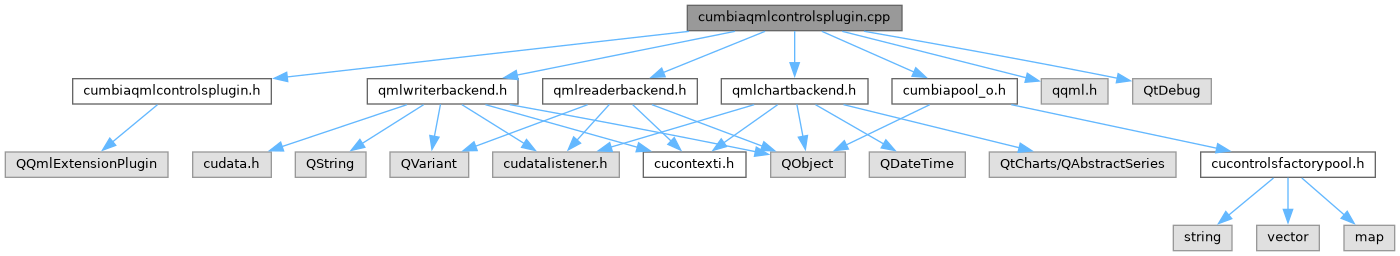 cumbiaqmlcontrolsplugin.cpp
cumbiaqmlcontrolsplugin.h
qmlwriterbackend.h
qmlreaderbackend.h
qmlchartbackend.h
cumbiapool_o.h
qqml.h
QtDebug
QQmlExtensionPlugin
cudata.h
QString
QVariant
cudatalistener.h
cucontexti.h
QObject
QDateTime
QtCharts/QAbstractSeries
cucontrolsfactorypool.h
string
vector
map